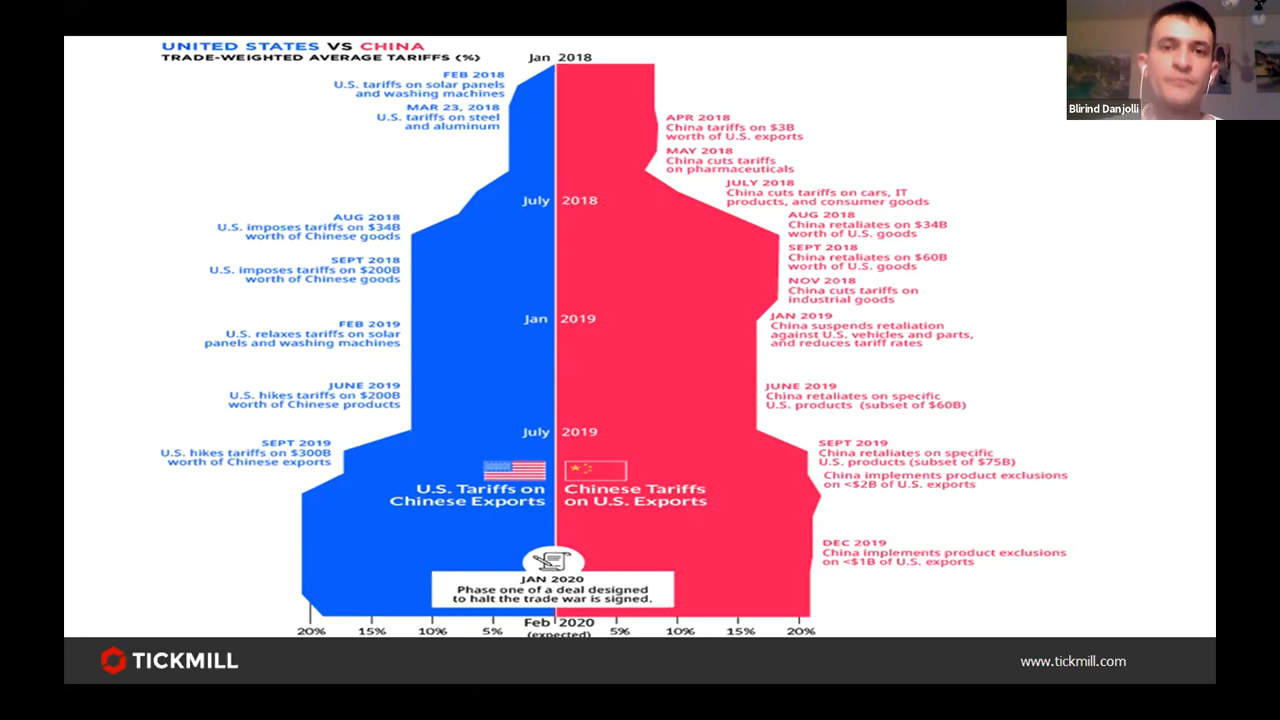 UNITED STATES VS CHINA
TRADE-WEIGHTED AVERAGE TARIFFS (%)
Jan 2018
FEB 2018
U.S. tariffs on solar panels
and washing machines
MAR 23, 2018
U.S. tariffs on steel
and aluminum
AUG 2018
U.S. imposes tariffs on $34B
worth of Chinese goods
SEPT 2018
U.S. imposes tariffs on $200B
worth of Chinese goods
FEB 2019
U.S. relaxes tariffs on solar
panels and washing machines
JUNE 2019
U.S. hikes tariffs on $200B
worth of Chinese products
SEPT 2019
U.S. hikes tariffs on $300B
worth of Chinese exports
July 2018
Jan 2019
July 2019
U.S. Tariffs on
Chinese Exports
Chinese Tariffs
on U.S. Exports
APR 2018
China tariffs on $3B
worth of U.S. exports
MAY 2018
China cuts tariffs
on pharmaceuticals
JULY 2018
China cuts tariffs on cars, IT
products, and consumer goods
AUG 2018
China retaliates on $34B
worth of U.S. goods
SEPT 2018
China retaliates on $60B
worth of U.S. goods
NOV 2018
China cuts tariffs on
industrial goods
JAN 2019
China suspends retaliation
against U.S. vehicles and parts,
and reduces tariff rates
JUNE 2019
China retaliates on specific
U.S. products (subset of $60B)
SEPT 2019
China retaliates on specific
U.S. products (subset of $75B)
China implements product exclusions
on <$2B of U.S. exports
DEC 2019
China implements product exclusions
on <$1B of U.S. exports
JAN 2020
Phase one of a deal designed
to halt the trade war is signed.
Feb 2020
(expected)
20% 15% 10% 5% 5% 10% 15% 20%
Blirind Danjolli
TICKMILL
www.tickmill.com